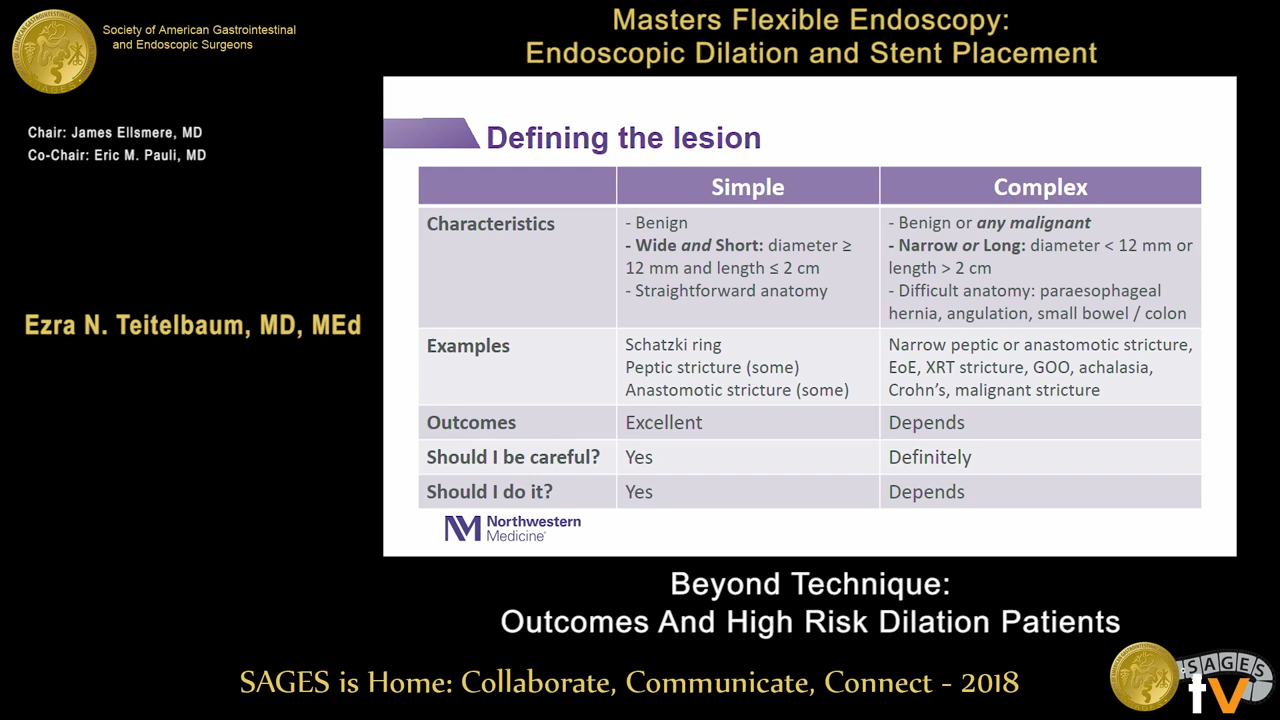 Society of American Gastrointestinal
and Endoscopic Surgeons
Masters Flexible Endoscopy:
Endoscopic Dilation and Stent Placement
Chair: James Ellsmere, MD
Co-Chair: Eric M. Pauli, MD
Ezra N. Teitelbaum, MD, MEd
Defining the lesion
Simple
Complex
Characteristics
- Benign
- Wide and Short: diameter ≥
12 mm and length ≤ 2 cm
- Straightforward anatomy
- Benign or any malignant
- Narrow or Long: diameter < 12 mm or
length > 2 cm
- Difficult anatomy: paraesophageal
hernia, angulation, small bowel / colon
Examples
Schatzki ring
Peptic stricture (some)
Anastomotic stricture (some)
Narrow peptic or anastomotic stricture,
EoE, XRT stricture, GOO, achalasia,
Crohn's, malignant stricture
Outcomes
Excellent
Depends
Should I be careful?
Yes
Definitely
Should I do it?
Yes
Depends
NM Northwestern
Medicine
Beyond Technique:
Outcomes And High Risk Dilation Patients
SAGES is Home: Collaborate, Communicate, Connect - 2018
SAGES
tv